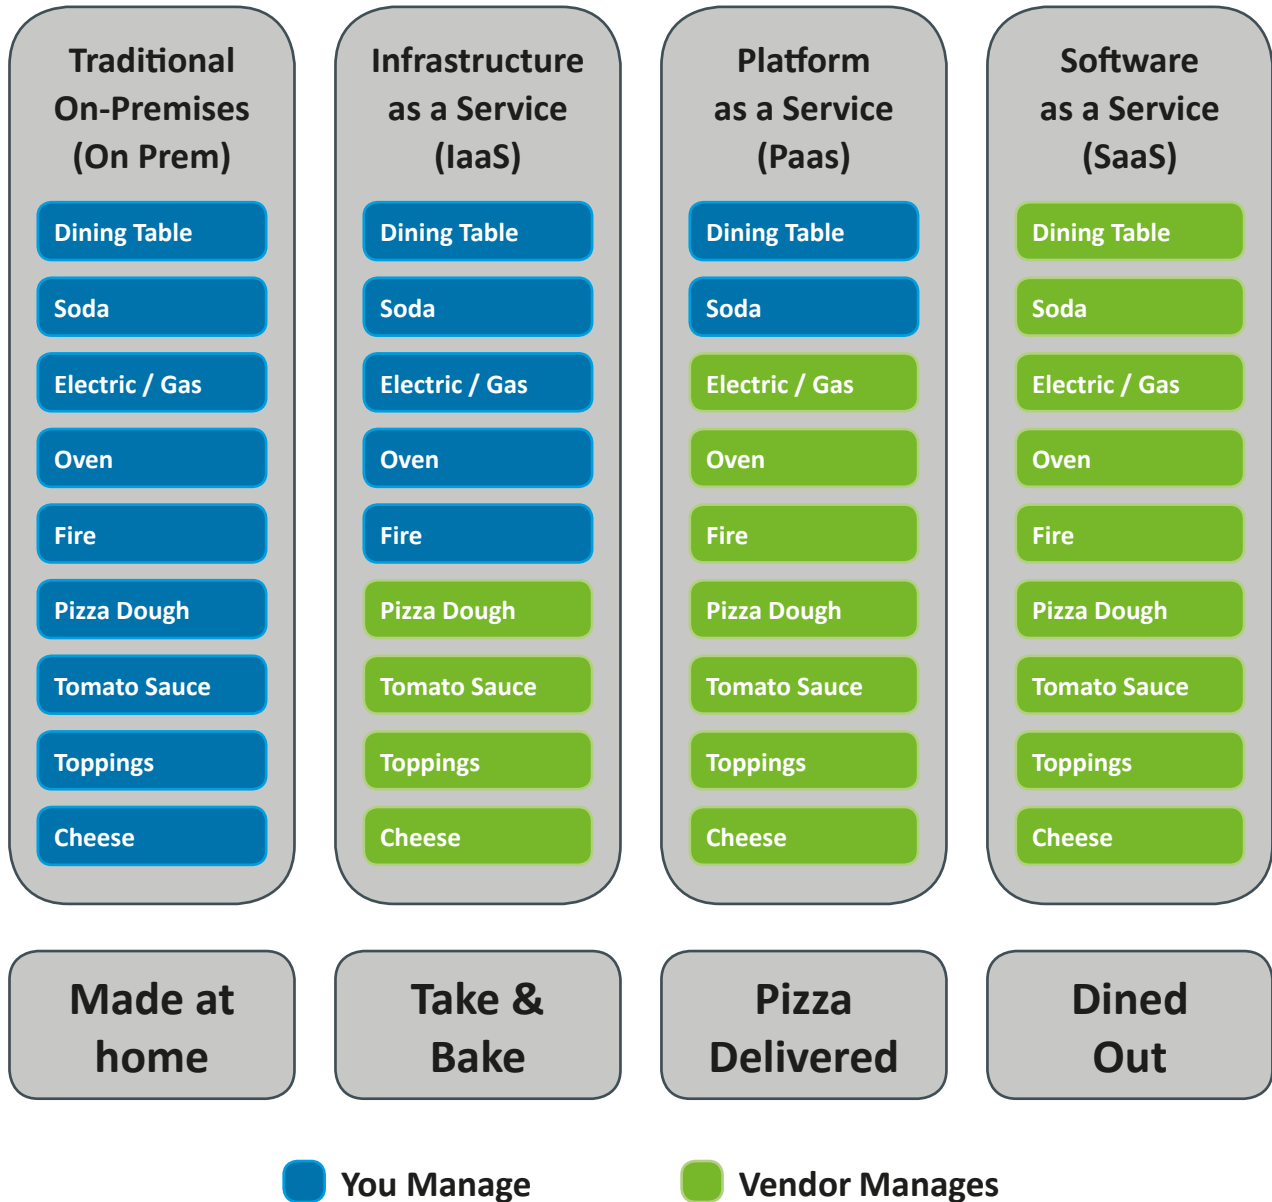 Traditional
On-Premises
(On Prem)
Dining Table
Soda
Electric / Gas
Oven
Fire
Pizza Dough
Tomato Sauce
Toppings
Cheese
Made at
home
Infrastructure
as a Service
(IaaS)
Dining Table
Soda
Electric / Gas
Oven
Fire
Pizza Dough
Tomato Sauce
Toppings
Cheese
Take &
Bake
Platform
as a Service
(Paas)
Dining Table
Soda
Electric / Gas
Oven
Fire
Pizza Dough
Tomato Sauce
Toppings
Cheese
Pizza
Delivered
Software
as a Service
(SaaS)
Dining Table
Soda
Electric / Gas
Oven
Fire
Pizza Dough
Tomato Sauce
Toppings
Cheese
Dined
Out
You Manage
Vendor Manages